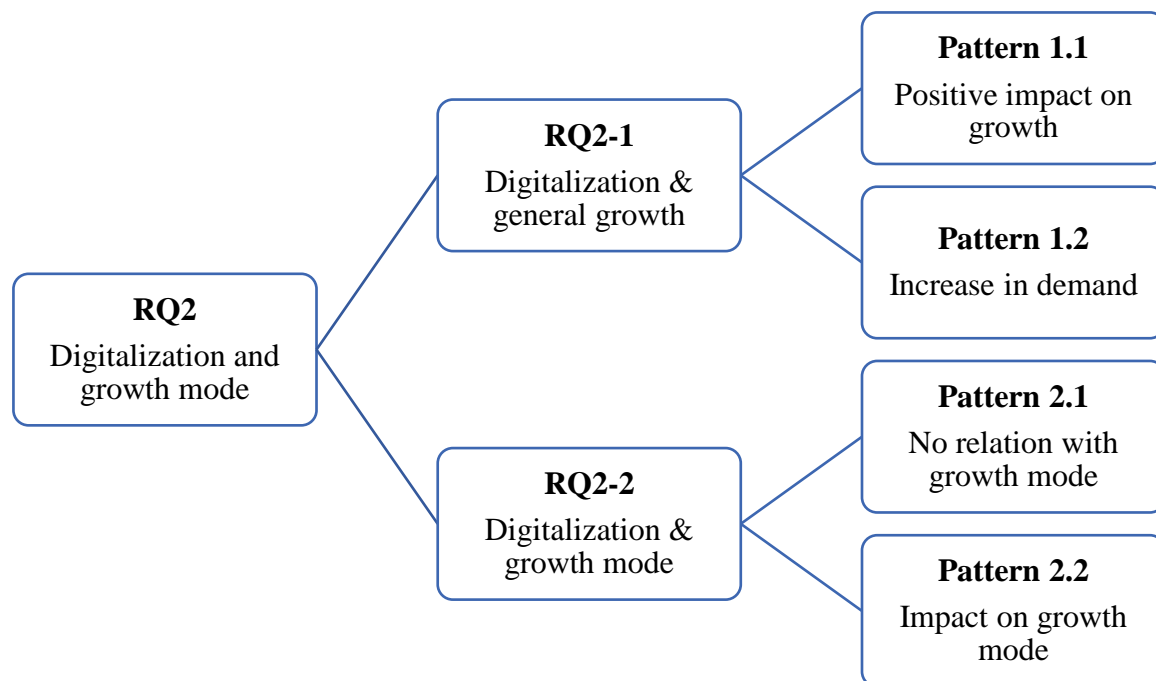 RQ2
Digitalization and
growth mode
RQ2-1
Digitalization &
general growth
Pattern 1.1
Positive impact on
growth
Pattern 1.2
Increase in demand
RQ2-2
Digitalization &
growth mode
Pattern 2.1
No relation with
growth mode
Pattern 2.2
Impact on growth
mode